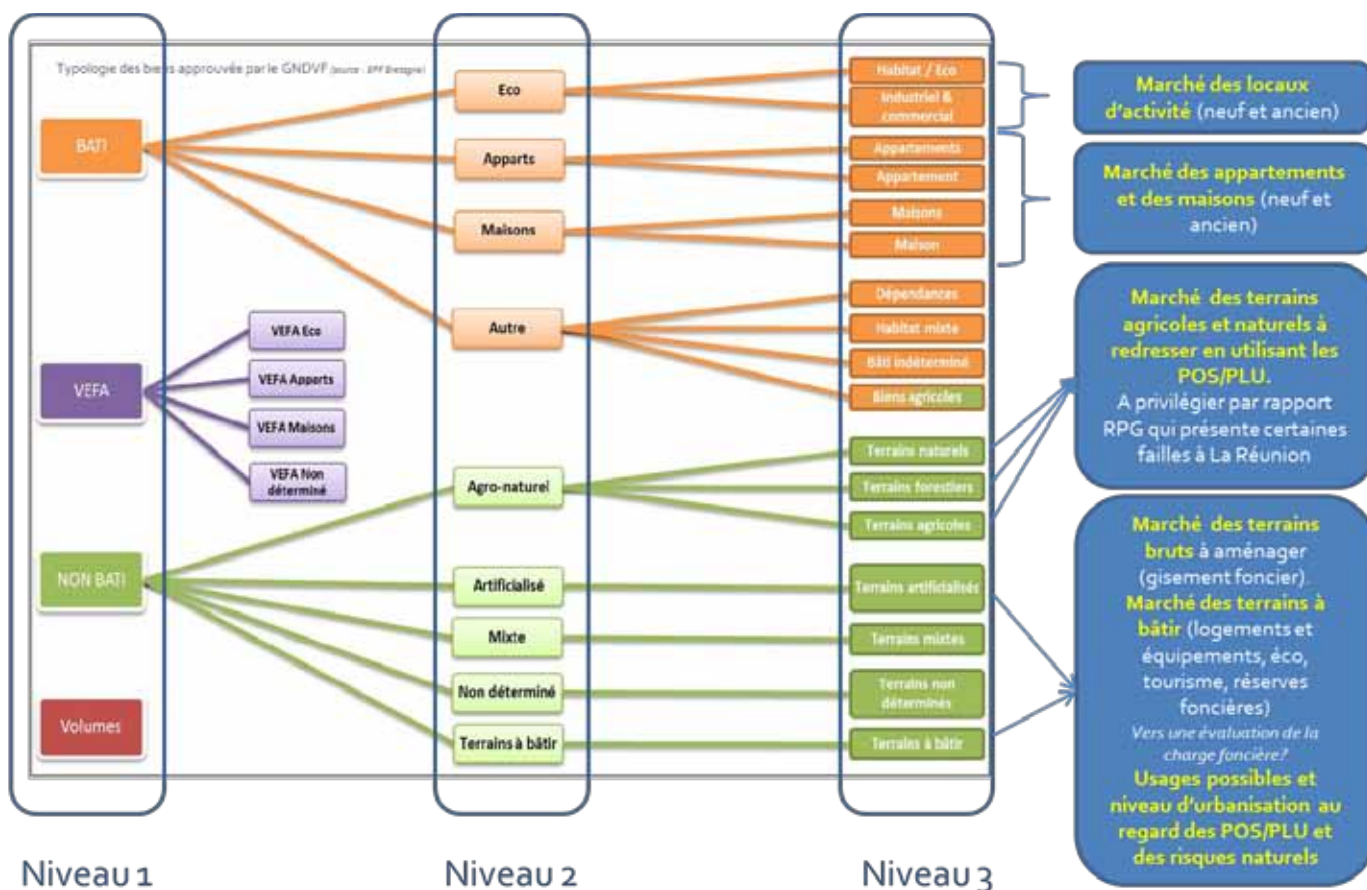 Typologie des biens approuvée par le GNDVF (source : EPF Bretagne)
BATI
VEFA
NON BATI
Volumes
VEFA Eco
VEFA Apparts
VEFA Maisons
VEFA Non
déterminé
Eco
Apparts
Maisons
Autre
Agro-naturel
Artificialisé
Mixte
Non déterminé
Terrains à bâtir
Habitat / Eco
Industriel &
commercial
Appartements
Appartement
Maisons
Maison
Dépendances
Habitat mixte
Bâti indéterminé
Biens agricoles
Terrains naturels
Terrains forestiers
Terrains agricoles
Terrains artificialisés
Terrains mixtes
Terrains non
déterminés
Terrains à bâtir
Marché des locaux
d'activité (neuf et ancien)
Marché des appartements
et des maisons (neuf et
ancien)
Marché des terrains
agricoles et naturels à
redresser en utilisant les
POS/PLU.
A privilégier par rapport
RPG qui présente certaines
failles à La Réunion
Marché des terrains
bruts à aménager
(gisement foncier).
Marché des terrains à
bâtir (logements et
équipements, éco,
tourisme, réserves
foncières)
Vers une évaluation de la
charge foncière?
Usages possibles et
niveau d'urbanisation au
regard des POS/PLU et
des risques naturels
Niveau 1
Niveau 2
Niveau 3